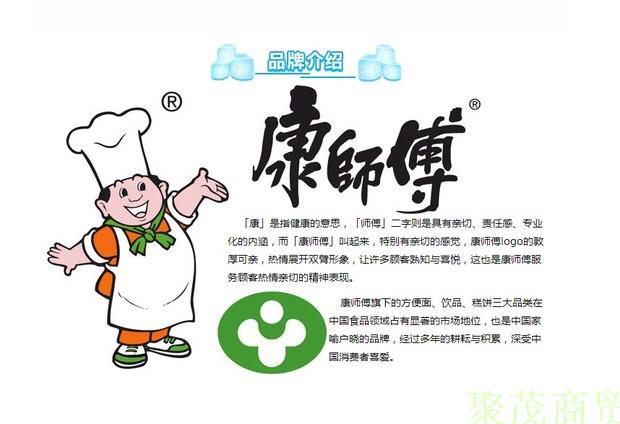 品牌介绍
®
康師傅®
「康」是指健康的意思，「师傅」二字则是具有亲切、责任感、专业
化的内涵，而「康师傅」叫起来，特别有亲切的感觉，康师傅logo的敦
厚可亲，热情展开双臂形象，让许多顾客熟知与喜悦，这也是康师傅服
务顾客热情亲切的精神表现。
康师傅旗下的方便面、饮品、糕饼三大品类在
中国食品领域占有显著的市场地位，也是中国家
喻户晓的品牌，经过多年的耕耘与积累，深受中
国消费者喜爱。
聚茂商贸